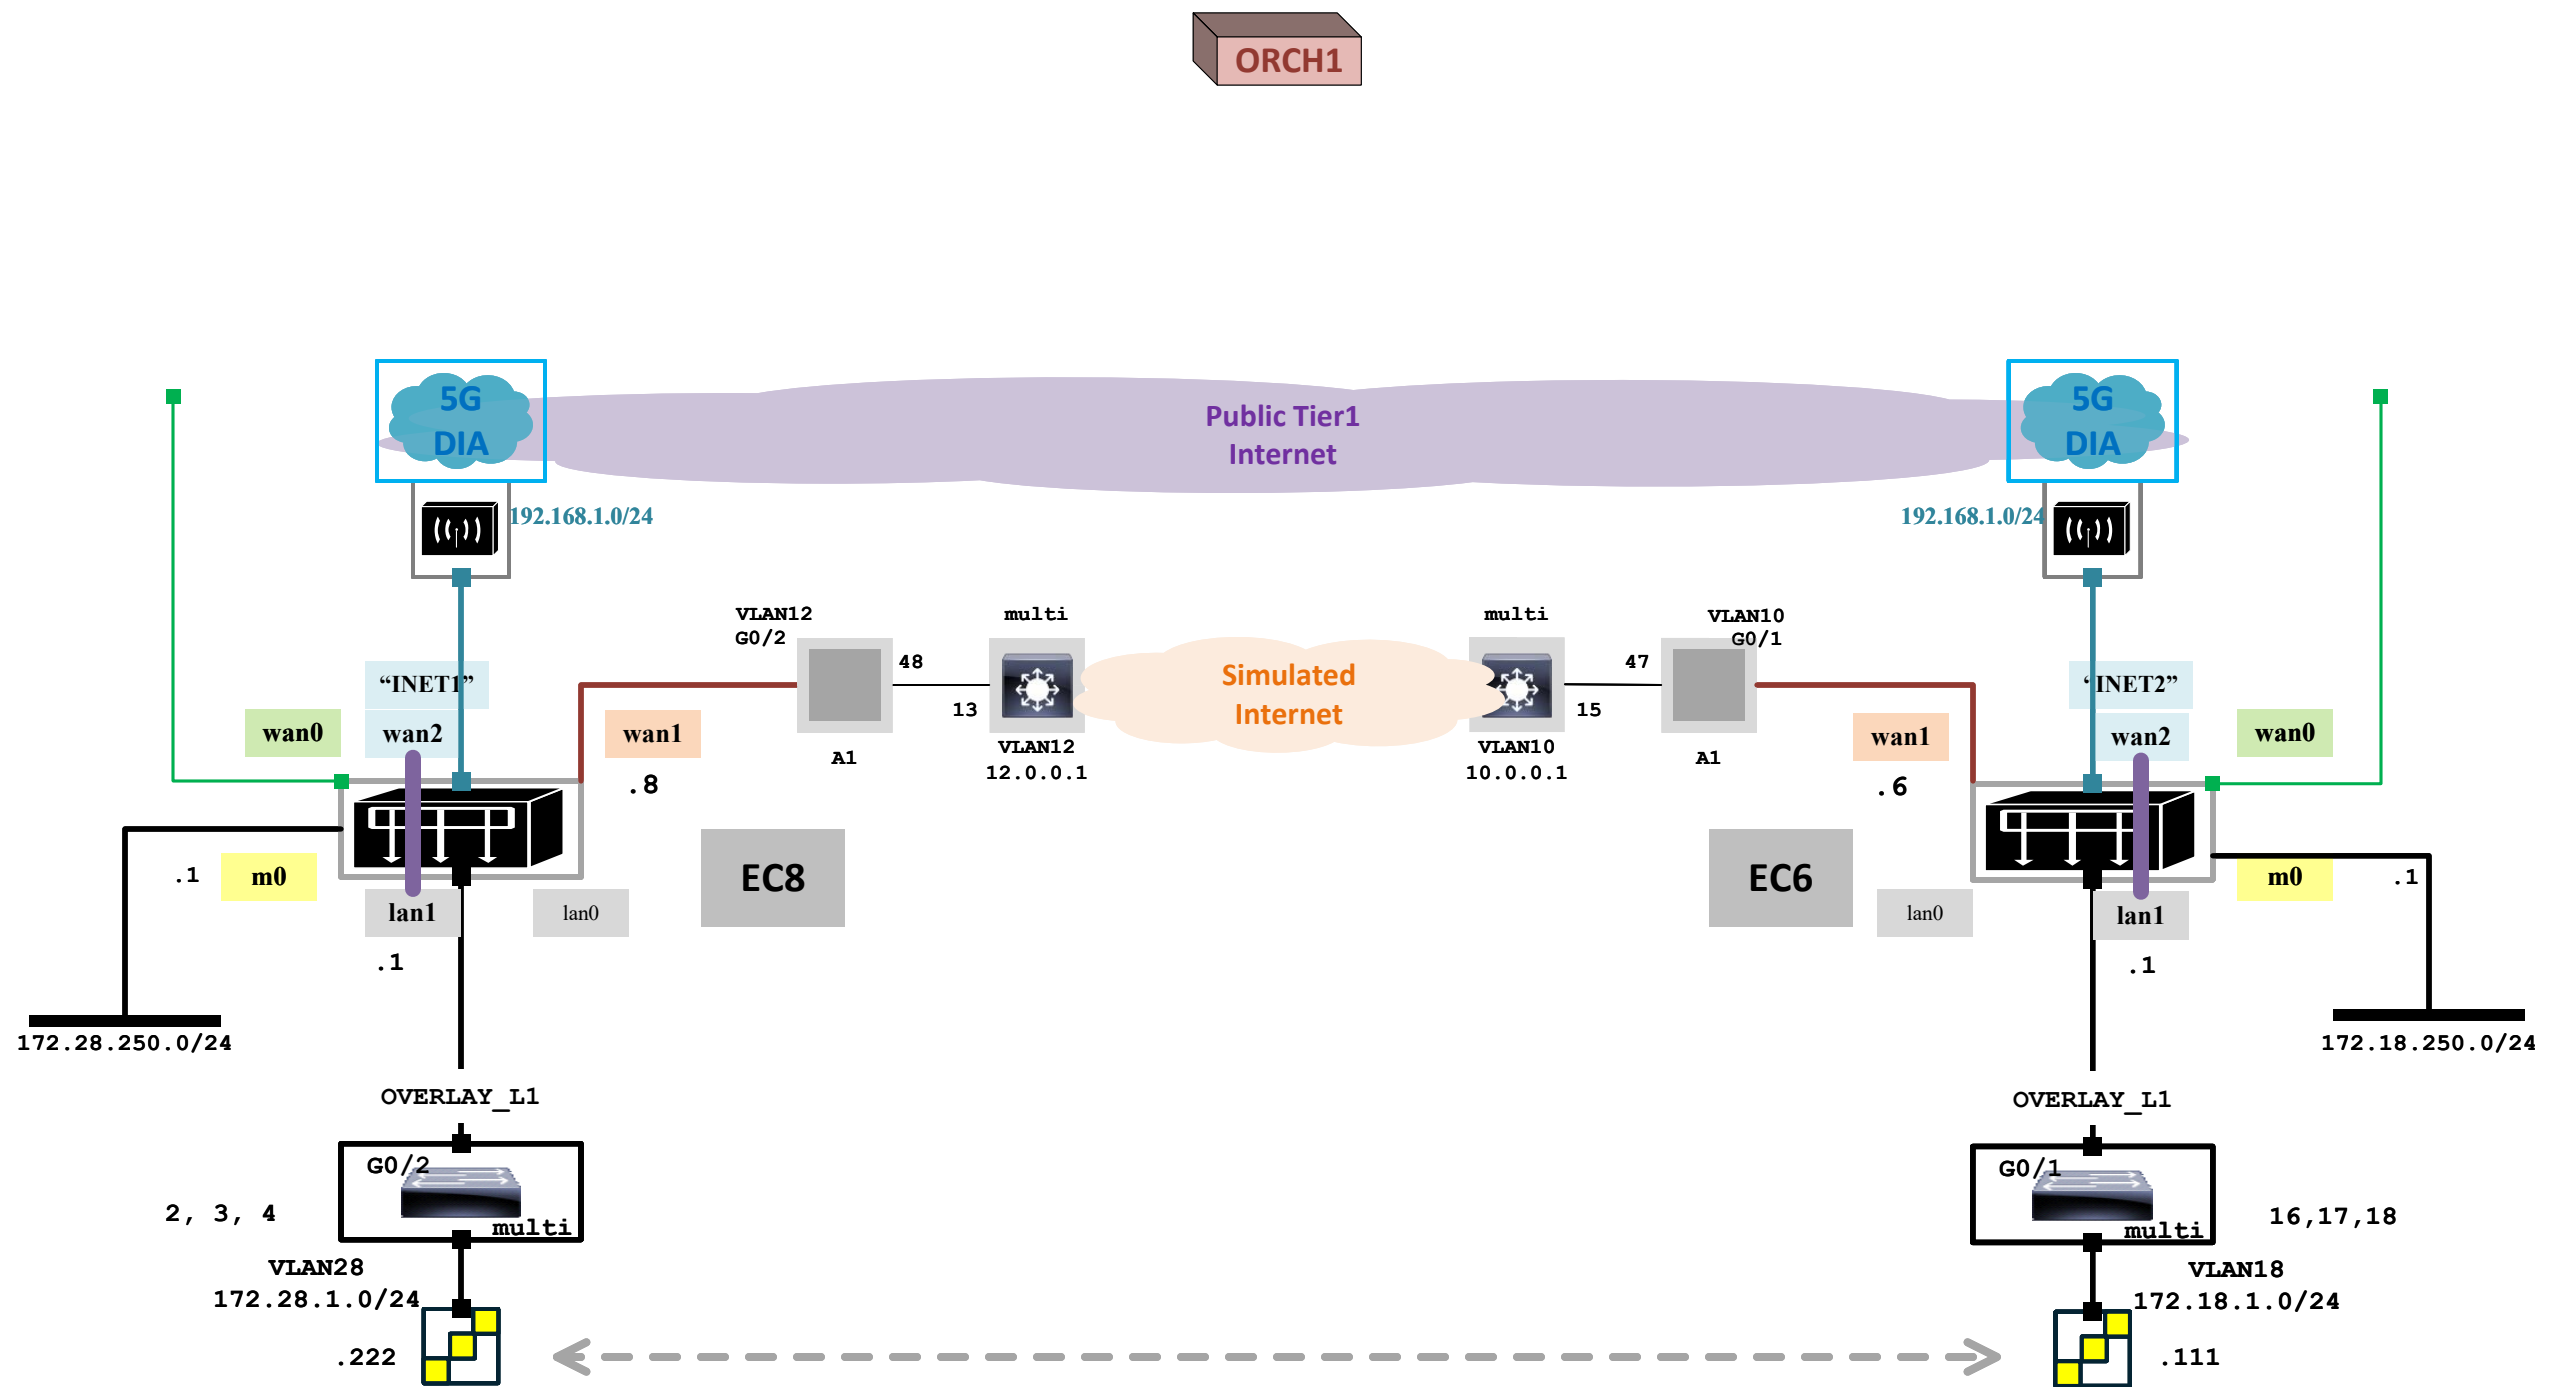 ORCH1
5G
DIA
Public Tier1
Internet
5G
DIA
192.168.1.0/24
192.168.1.0/24
VLAN12
G0/2
multi
multi
VLAN10
G0/1
48
13
47
15
Simulated
Internet
A1
VLAN12
12.0.0.1
VLAN10
10.0.0.1
A1
“INET1”
wan0
wan2
wan1
.8
“INET2”
wan1
wan2
wan0
.6
.1
m0
EC8
EC6
m0
.1
lan1
lan0
.1
lan0
lan1
.1
172.28.250.0/24
172.18.250.0/24
OVERLAY_L1
OVERLAY_L1
G0/2
multi
2, 3, 4
G0/1
multi
16,17,18
VLAN28
172.28.1.0/24
.222
VLAN18
172.18.1.0/24
.111